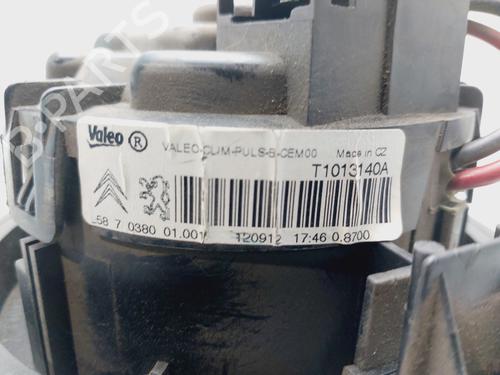 B-PARTS
Valeo ® VALEO-CLIM-PULS-B-CEM00 Made in CZ
T1013140A
58 7 0380 01.001 120912 17:46 0.8700